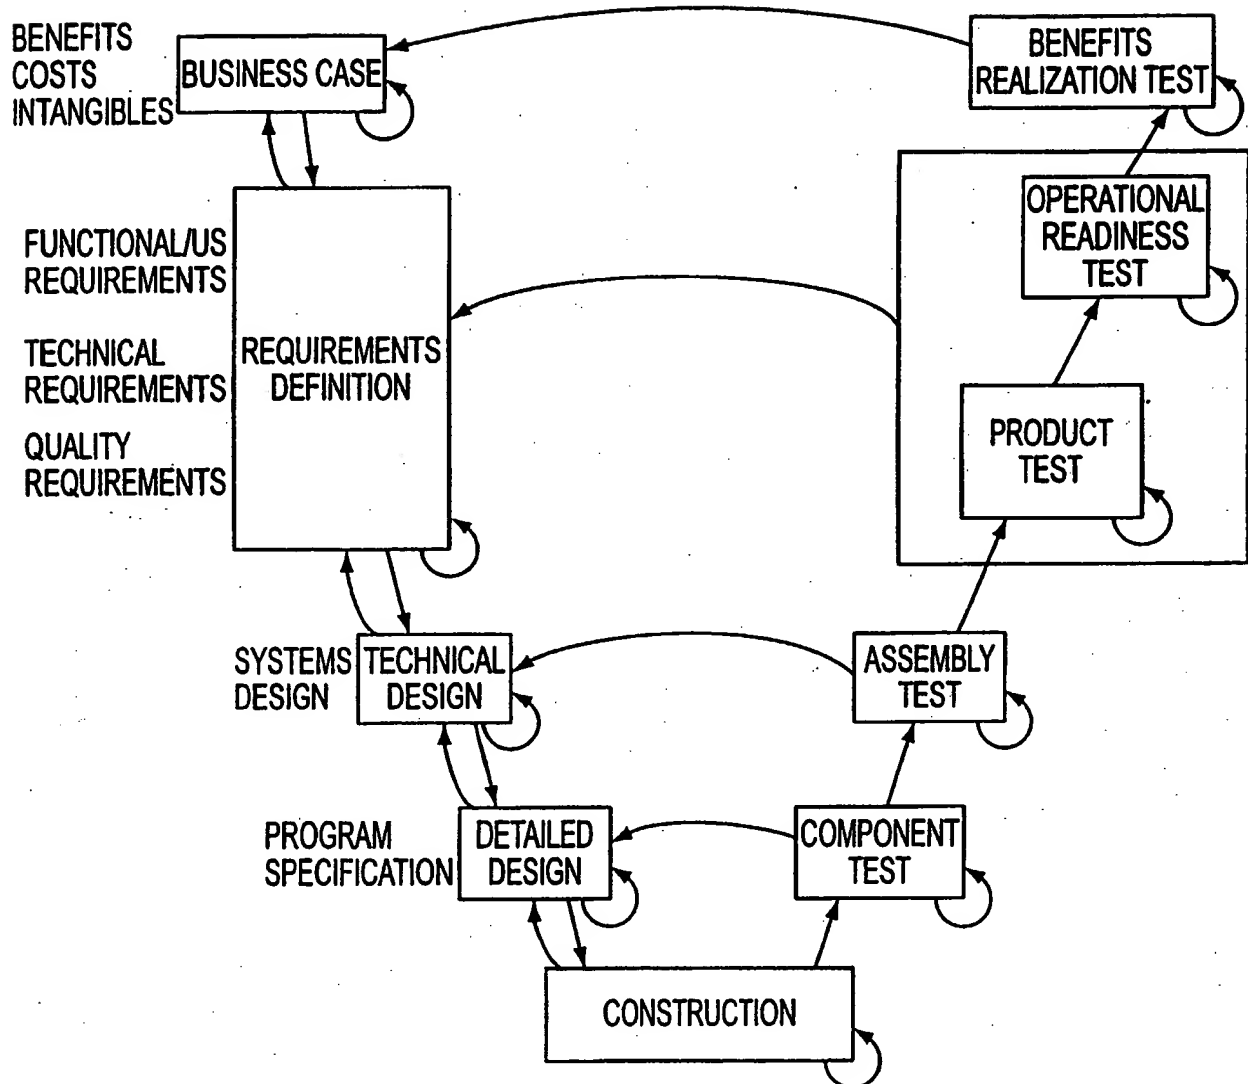 BENEFITS
COSTS
INTANGIBLES
BUSINESS CASE
BENEFITS
REALIZATION TEST
OPERATIONAL
READINESS
TEST
FUNCTIONAL/US
REQUIREMENTS
TECHNICAL
REQUIREMENTS
QUALITY
REQUIREMENTS
REQUIREMENTS
DEFINITION
PRODUCT
TEST
SYSTEMS
DESIGN
TECHNICAL
DESIGN
ASSEMBLY
TEST
PROGRAM
SPECIFICATION
DETAILED
DESIGN
COMPONENT
TEST
CONSTRUCTION